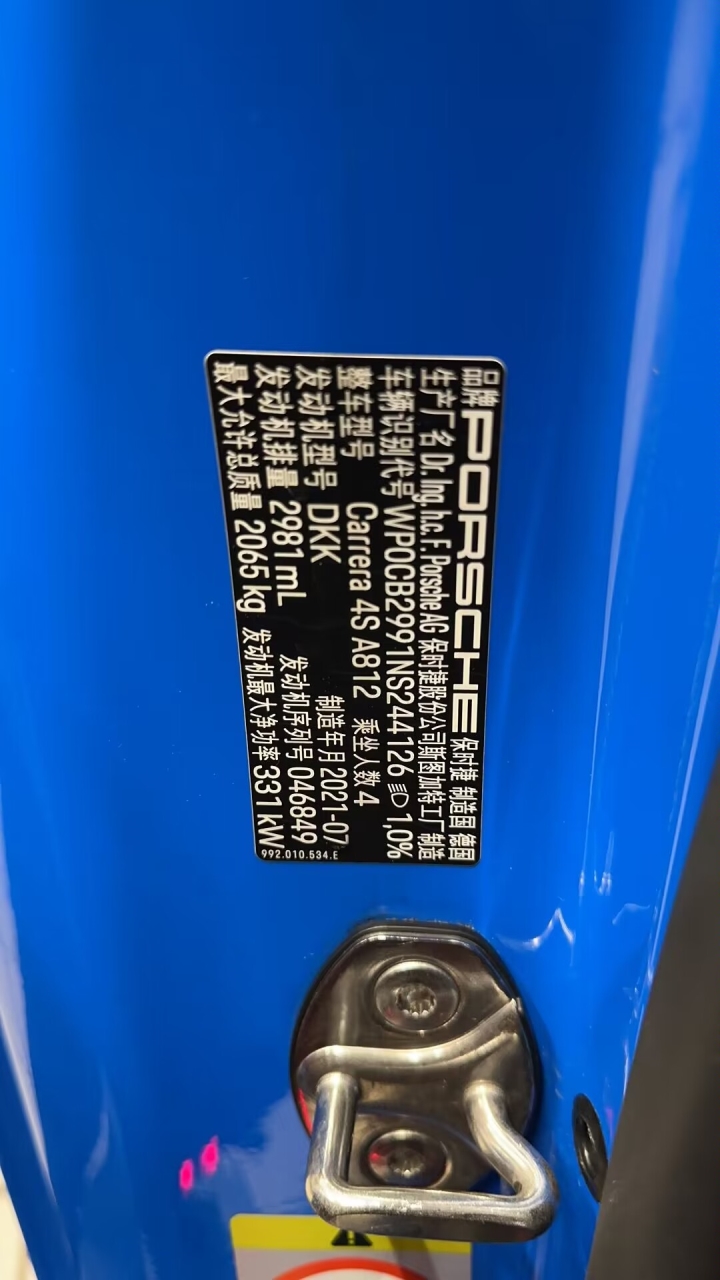 品牌 PORSCHE 保时捷 制造国 德国
生产厂名 Dr. Ing. h.c. F. Porsche AG 保时捷股份公司斯图加特工厂制造
车辆识别代号 WP0CB2991NS244126 1,0%
整车型号 Carrera 4S A812 乘坐人数 4
发动机型号 DKK 制造年月 2021-07
发动机排量 2981 mL 发动机序列号 046849
最大允许总质量 2065 kg 发动机最大净功率 331 kW
992.010.534.E